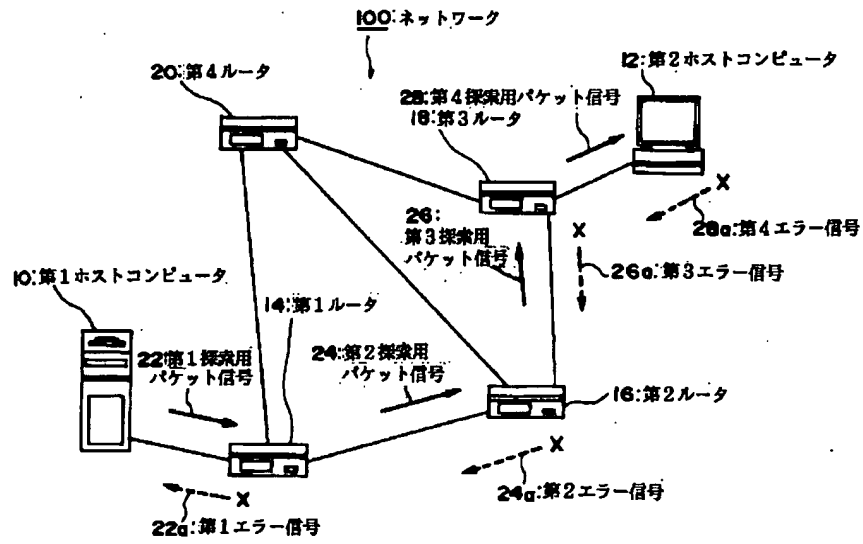 100:ネットワーク
20:第4ルータ
12:第2ホストコンピュータ
28:第4探索用パケット信号
18:第3ルータ
26:
第3探索用
パケット信号
28a:第4エラー信号
26a:第3エラー信号
10:第1ホストコンピュータ
14:第1ルータ
22:第1探索用
パケット信号
24:第2探索用
パケット信号
16:第2ルータ
24a:第2エラー信号
22a:第1エラー信号
X
X
X
X